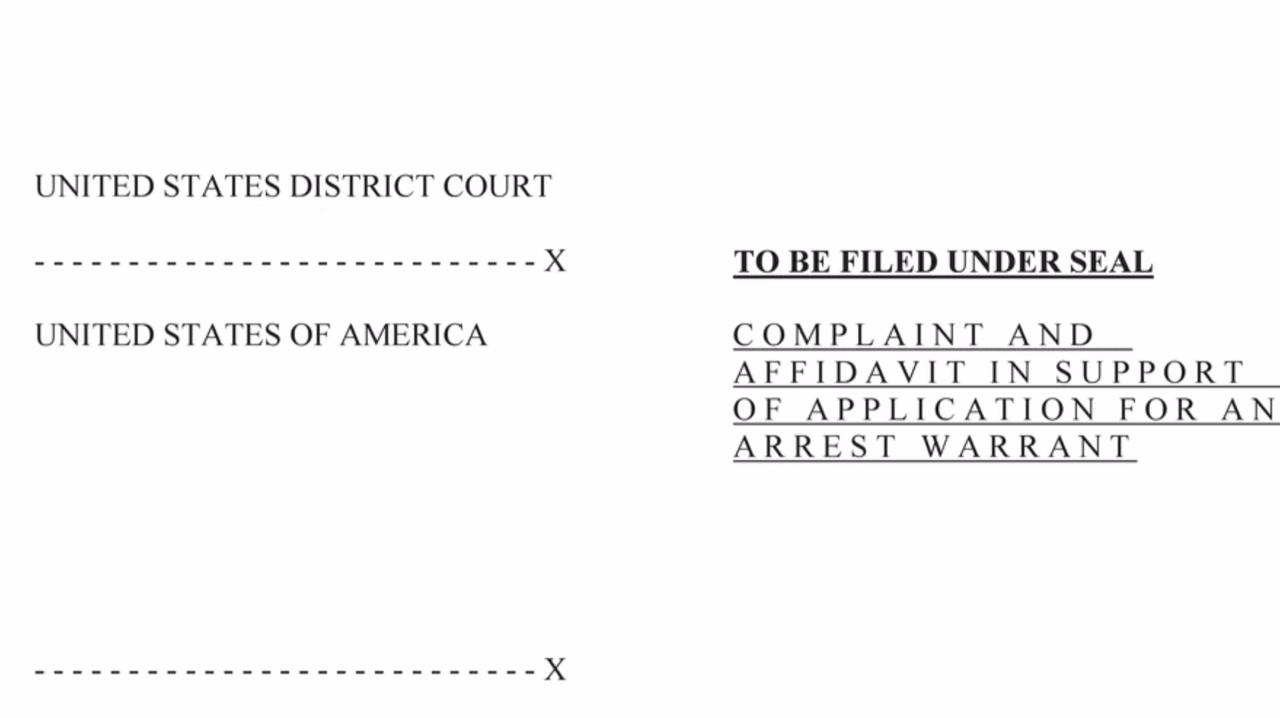 UNITED STATES DISTRICT COURT
- - - - - - - - - - - - - - - - - - - - - - - - - - - X
TO BE FILED UNDER SEAL
UNITED STATES OF AMERICA
COMPLAINT AND
AFFIDAVIT IN SUPPORT
OF APPLICATION FOR AN
ARREST WARRANT
- - - - - - - - - - - - - - - - - - - - - - - - - - - X